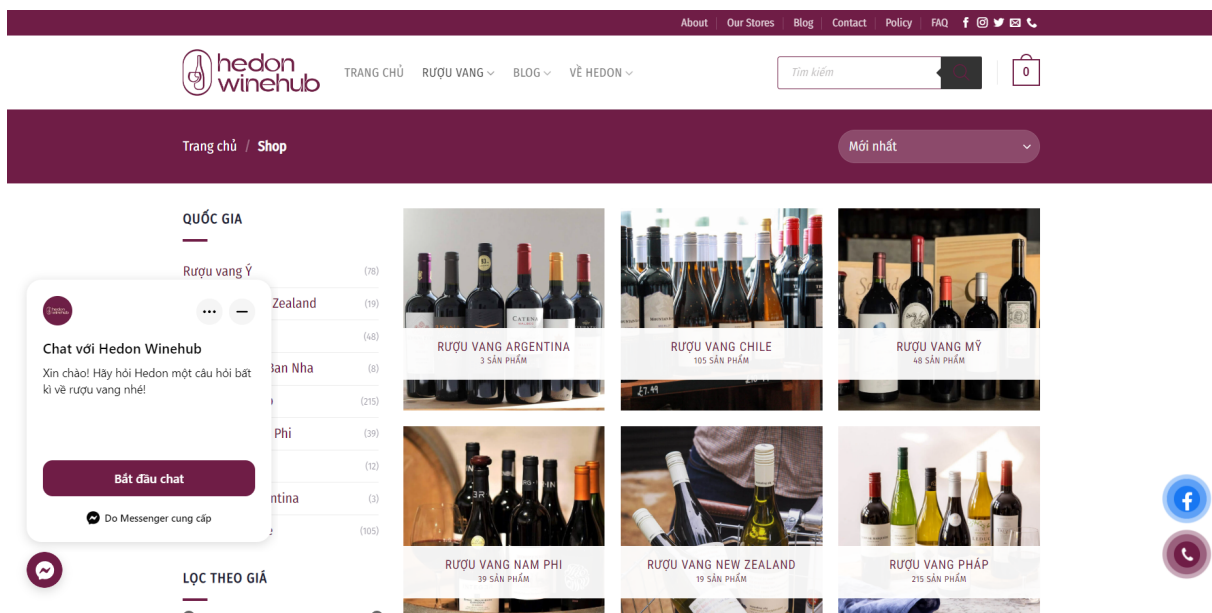 About
Our Stores
Blog
Contact
Policy
FAQ
hedon
winehub
TRANG CHỦ
RƯỢU VANG
BLOG
VỀ HEDON
Tìm kiếm
0
Trang chủ / Shop
Mới nhất
QUỐC GIA
Rượu vang Ý (78)
Zealand (19)
(48)
Ban Nha (8)
(215)
Phi (39)
(12)
ntina (3)
(105)
LỌC THEO GIÁ
Chat với Hedon Winehub
Xin chào! Hãy hỏi Hedon một câu hỏi bất
kì về rượu vang nhé!
Bắt đầu chat
Do Messenger cung cấp
CATENA
RƯỢU VANG ARGENTINA
3 SẢN PHẨM
RƯỢU VANG CHILE
105 SẢN PHẨM
£7.49
RƯỢU VANG MỸ
48 SẢN PHẨM
RƯỢU VANG NAM PHI
39 SẢN PHẨM
RƯỢU VANG NEW ZEALAND
19 SẢN PHẨM
RƯỢU VANG PHÁP
215 SẢN PHẨM